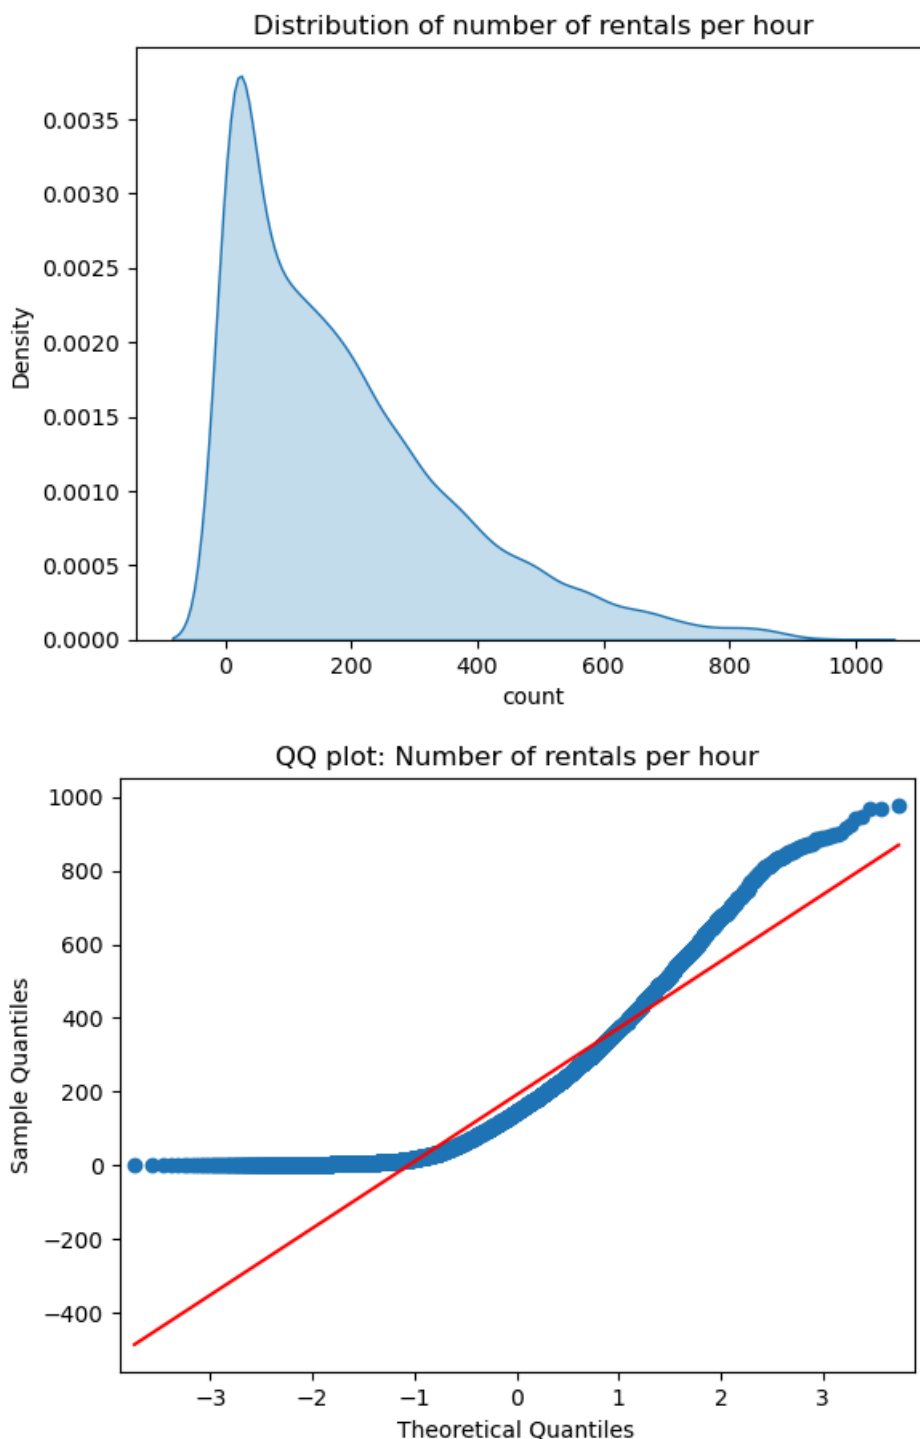 Distribution of number of rentals per hour
0.0035
0.0030
0.0025
0.0020
0.0015
0.0010
0.0005
0.0000
Density
0 200 400 600 800 1000
count
QQ plot: Number of rentals per hour
1000
800
600
400
200
0
−200
−400
Sample Quantiles
−3 −2 −1 0 1 2 3
Theoretical Quantiles